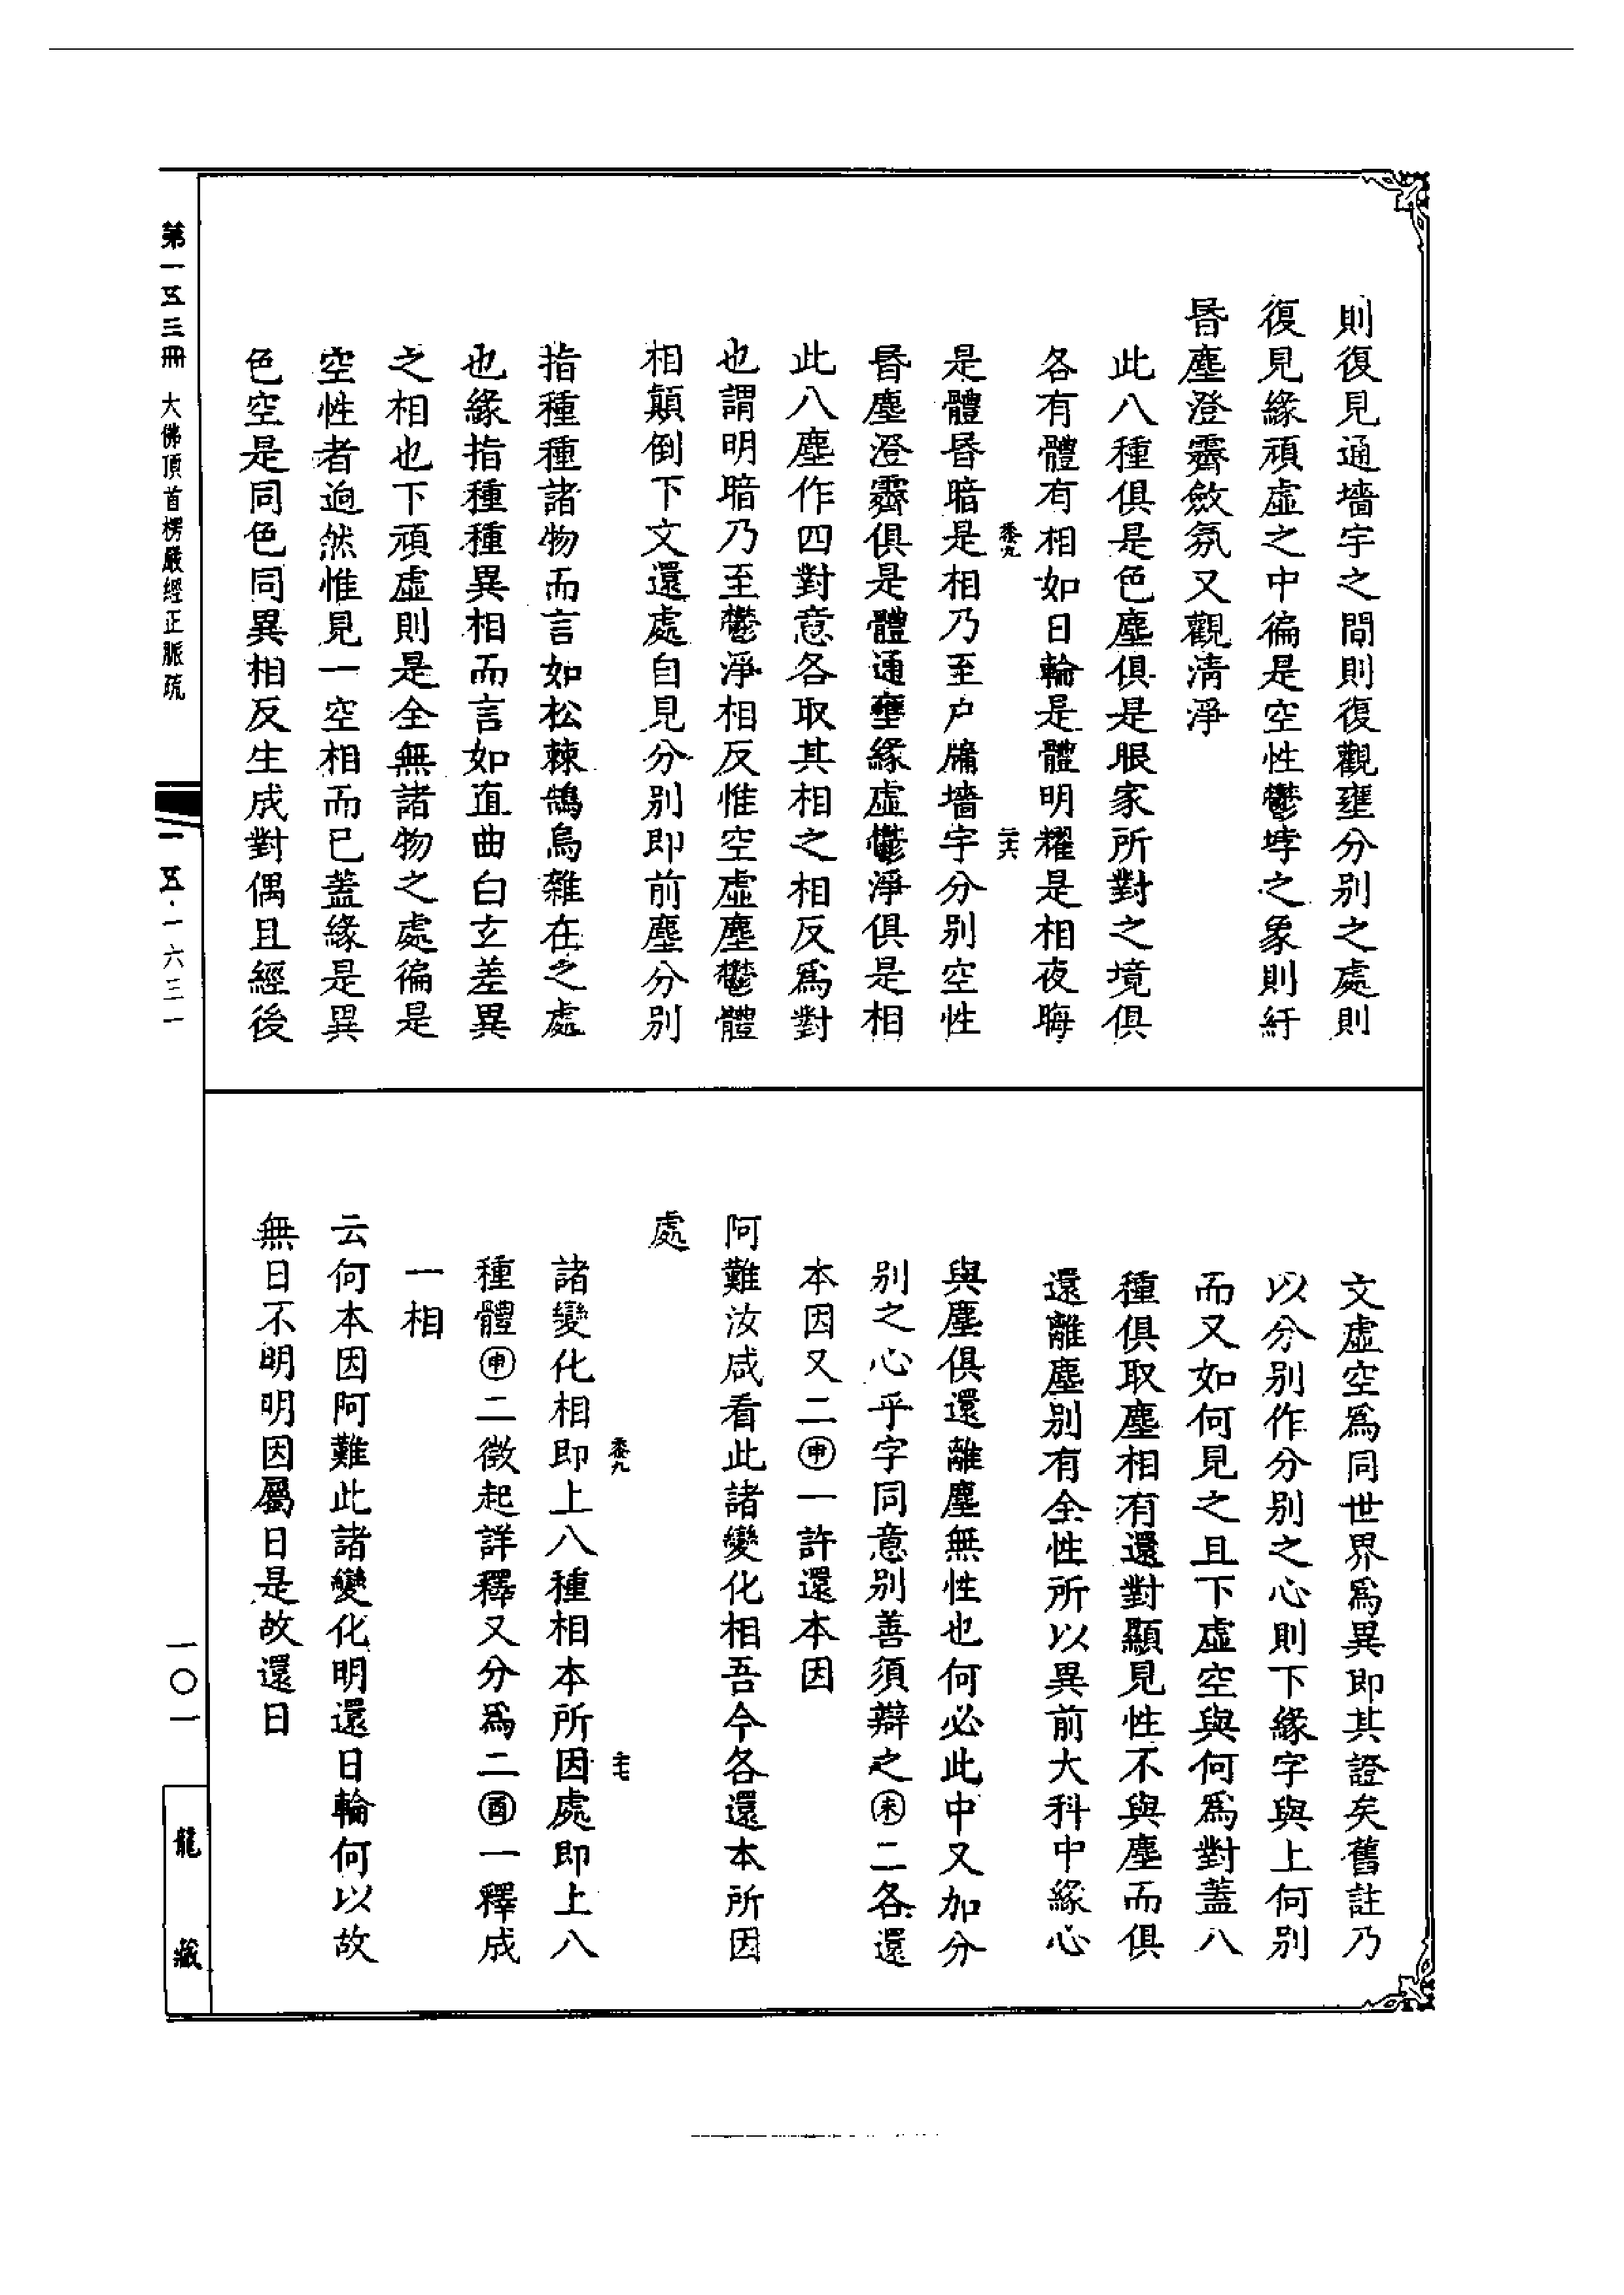 則復見通墻宇之間則復觀壅分別之處則
復見緣頑虛之中徧是空性鬱㶿之象則紆
昏塵澄霽斂氛又觀清淨
此八種俱是色塵俱是眼家所對之境俱
各有體有相如日輪是體明耀是相夜晦
是體昏暗是相乃至户牖墻宇分別空性
昏塵澄霽俱是體通壅緣虛鬱淨俱是相
此八塵作四對意各取其相之相反爲對
也謂明暗乃至鬱淨相反惟空虛塵鬱體
相顛倒下文還處自見分別即前塵分別
指種種諸物而言如松棘鵠烏雜在之處
也緣指種種異相而言如直曲白玄差異
之相也下頑虛則是全無諸物之處徧是
空性者逈然惟見一空相而已蓋緣是異
色空是同色同異相反生成對偶且經後
文虛空爲同世界爲異即其證矣舊註乃
以分別作分別之心則下緣字與上何別
而又如何見之且下虛空與何爲對蓋八
種俱取塵相有還對顯見性不與塵而俱
還離塵別有全性所以異前大科中緣心
與塵俱還離塵無性也何必此中又加分
別之心乎字同意別善須辯之㊍二各還
本因又二㊥一許還本因
阿難汝咸看此諸變化相吾今各還本所因
處
諸變化相即上八種相本所因處即上八
種體㊥二徵起詳釋又分爲二㊒一釋成
一相
云何本因阿難此諸變化明還日輪何以故
無日不明明因屬日是故還日
第一五三冊 大佛頂首楞嚴經正脈疏
一五·一六三一
一〇一
龍藏